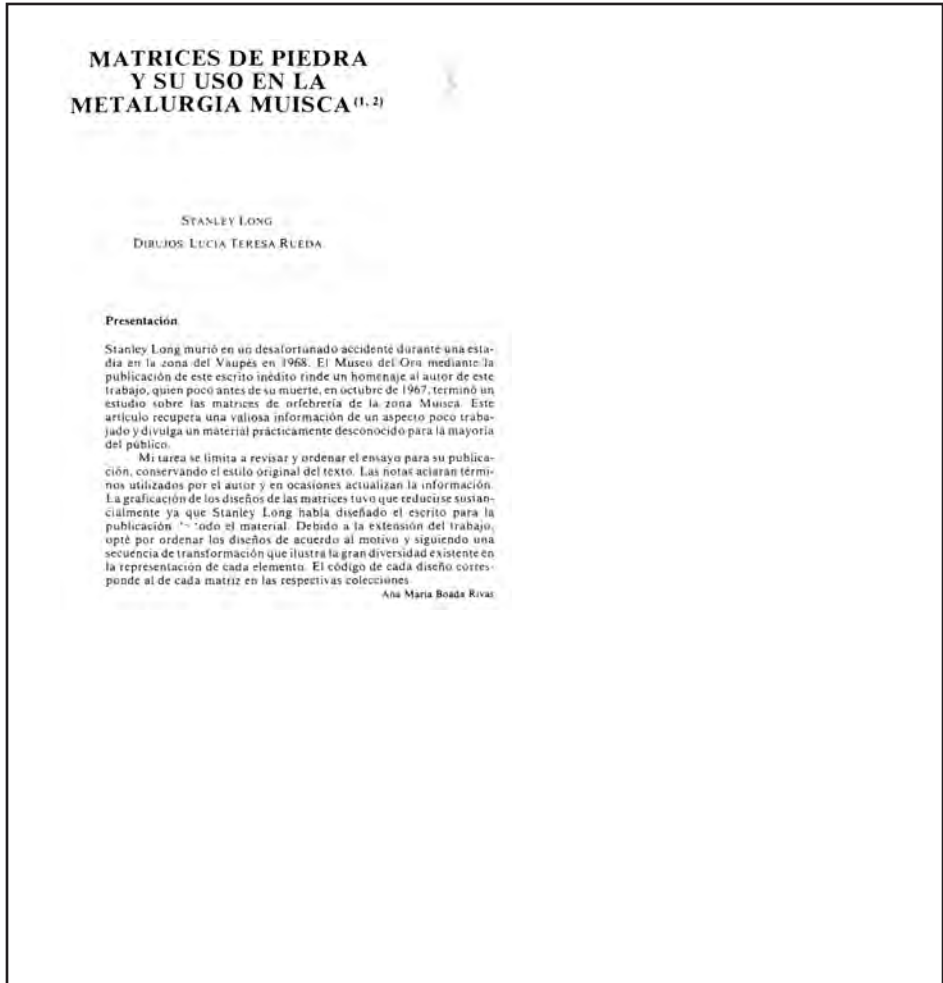 MATRICES DE PIEDRA
Y SU USO EN LA
METALURGIA MUISCA(1, 2)
STANLEY LONG
DIBUJOS: LUCIA TERESA RUEDA
Presentación
Stanley Long murió en un desafortunado accidente durante una esta-
día en la zona del Vaupés en 1968. El Museo del Oro mediante la
publicación de este escrito inédito rinde un homenaje al autor de este
trabajo, quien poco antes de su muerte, en octubre de 1967, terminó un
estudio sobre las matrices de orfebrería de la zona Muisca. Este
artículo recupera una valiosa información de un aspecto poco traba-
jado y divulga un material prácticamente desconocido para la mayoría
del público.
Mi tarea se limita a revisar y ordenar el ensayo para su publica-
ción, conservando el estilo original del texto. Las notas aclaran térmi-
nos utilizados por el autor y en ocasiones actualizan la información.
La graficación de los diseños de las matrices tuvo que reducirse sustan-
cialmente ya que Stanley Long había diseñado el escrito para la
publicación todo el material. Debido a la extensión del trabajo,
opté por ordenar los diseños de acuerdo al motivo y siguiendo una
secuencia de transformación que ilustra la gran diversidad existente en
la representación de cada elemento. El código de cada diseño corres-
ponde al de cada matriz en las respectivas colecciones
Ana María Boada Rivas